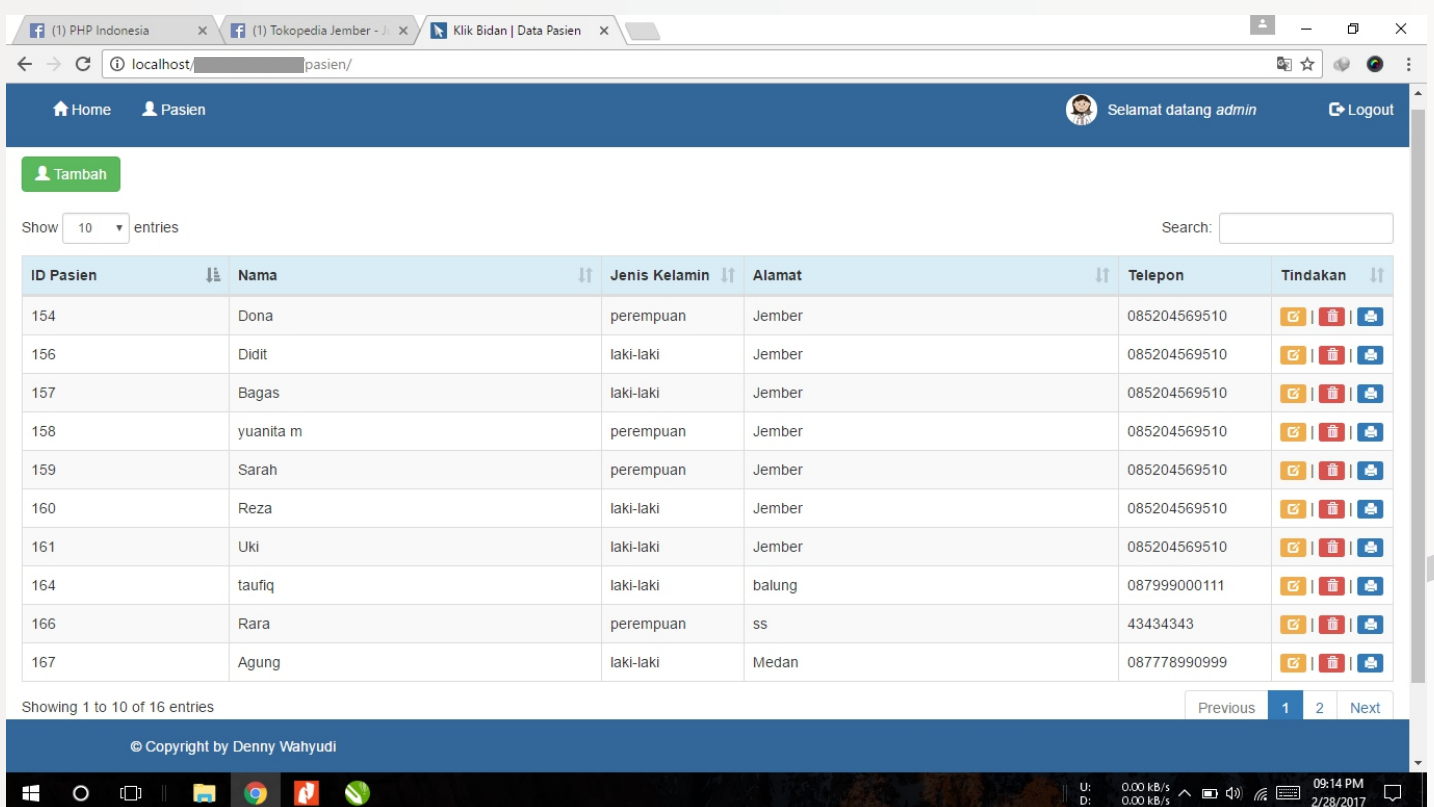 (1) PHP Indonesia (1) Tokopedia Jember - Klik Bidan | Data Pasien
localhost/ pasien/
Home Pasien Selamat datang admin Logout
Tambah
Show 10 entries Search:
ID Pasien Nama Jenis Kelamin Alamat Telepon Tindakan
154 Dona perempuan Jember 085204569510 | |
156 Didit laki-laki Jember 085204569510 | |
157 Bagas laki-laki Jember 085204569510 | |
158 yuanita m perempuan Jember 085204569510 | |
159 Sarah perempuan Jember 085204569510 | |
160 Reza laki-laki Jember 085204569510 | |
161 Uki laki-laki Jember 085204569510 | |
164 taufiq laki-laki balung 087999000111 | |
166 Rara perempuan ss 43434343 | |
167 Agung laki-laki Medan 087778990999 | |
Showing 1 to 10 of 16 entries Previous 1 2 Next
© Copyright by Denny Wahyudi
U: 0.00 kB/s 09:14 PM
D: 0.00 kB/s 2/28/2017